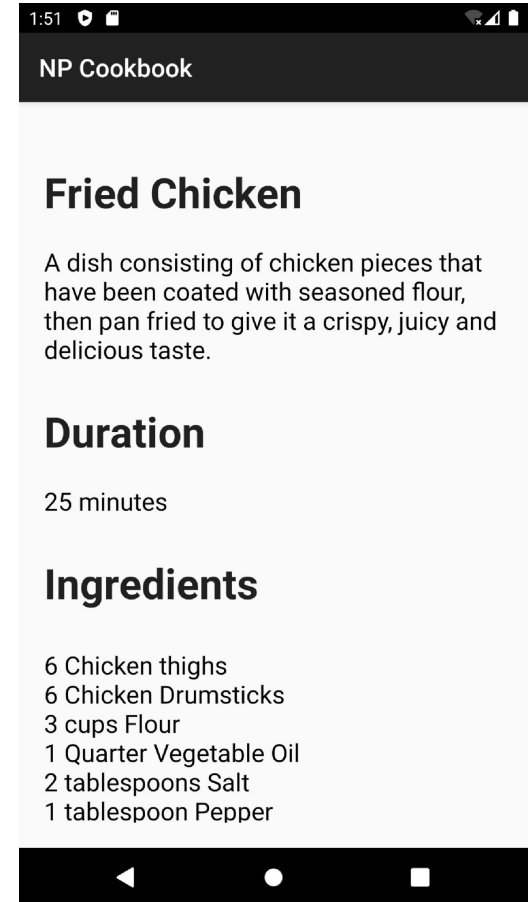 1:51
NP Cookbook
Fried Chicken
A dish consisting of chicken pieces that
have been coated with seasoned flour,
then pan fried to give it a crispy, juicy and
delicious taste.
Duration
25 minutes
Ingredients
6 Chicken thighs
6 Chicken Drumsticks
3 cups Flour
1 Quarter Vegetable Oil
2 tablespoons Salt
1 tablespoon Pepper